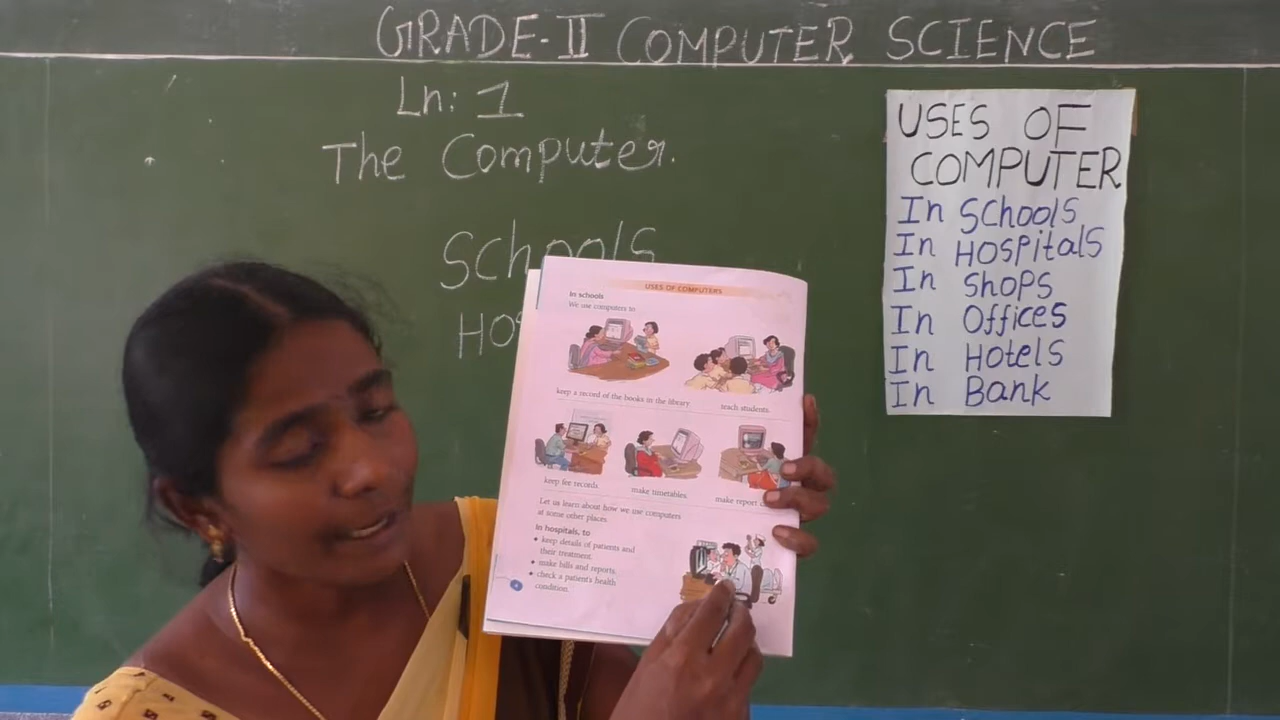 GRADE-II COMPUTER SCIENCE
Ln: 1
The Computer.
Schools
USES OF
COMPUTER
In Schools
In Hospitals
In Shops
In Offices
In Hotels
In Bank
USES OF COMPUTERS
In schools
We use computers to
keep a record of the books in the library
teach students.
keep fee records.
make timetables.
make report
Let us learn about how we use computers
at some other places.
In hospitals, to
• keep details of patients and
their treatment.
• make bills and reports.
• check a patient's health
condition.